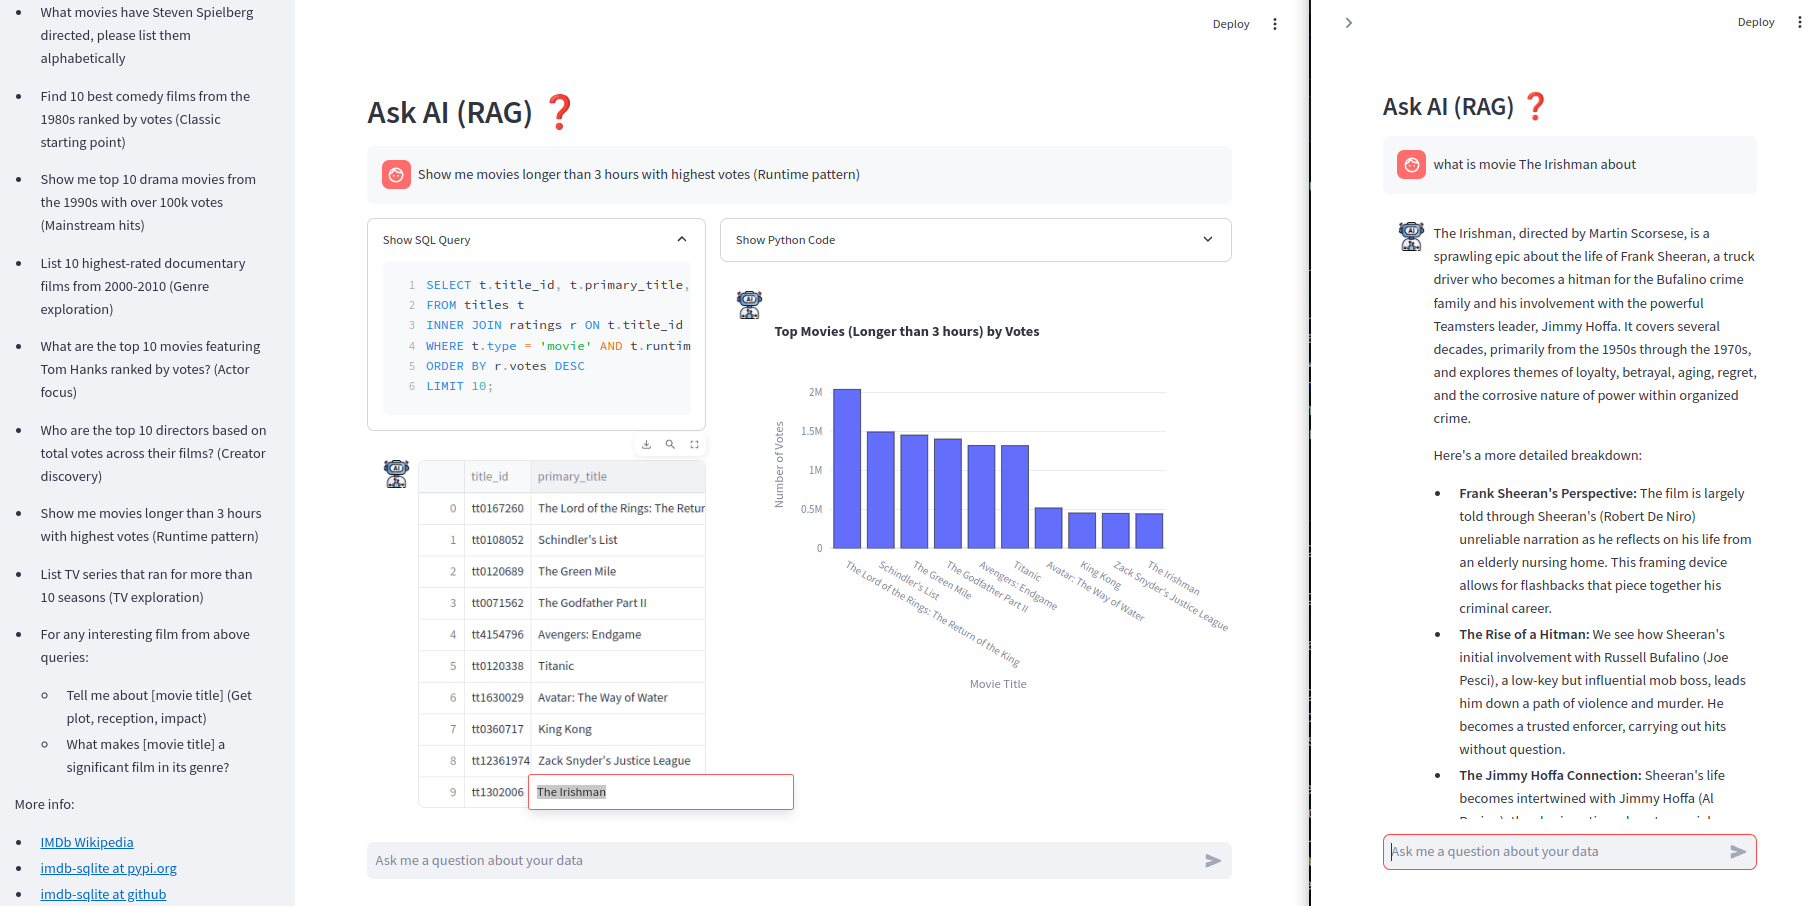 What movies have Steven Spielberg
directed, please list them
alphabetically
Find 10 best comedy films from the
1980s ranked by votes (Classic
starting point)
Show me top 10 drama movies from
the 1990s with over 100k votes
(Mainstream hits)
List 10 highest-rated documentary
films from 2000-2010 (Genre
exploration)
What are the top 10 movies featuring
Tom Hanks ranked by votes? (Actor
focus)
Who are the top 10 directors based on
total votes across their films? (Creator
discovery)
Show me movies longer than 3 hours
with highest votes (Runtime pattern)
List TV series that ran for more than
10 seasons (TV exploration)
For any interesting film from above
queries:
Tell me about [movie title] (Get
plot, reception, impact)
What makes [movie title] a
significant film in its genre?
More info:
IMDb Wikipedia
imdb-sqlite at pypi.org
imdb-sqlite at github
Deploy
Ask AI (RAG) ❓
Show me movies longer than 3 hours with highest votes (Runtime pattern)
Show SQL Query
1 SELECT t.title_id, t.primary_title,
2 FROM titles t
3 INNER JOIN ratings r ON t.title_id
4 WHERE t.type = 'movie' AND t.runtim
5 ORDER BY r.votes DESC
6 LIMIT 10;
AI
title_id primary_title
0 tt0167260 The Lord of the Rings: The Retur
1 tt0108052 Schindler's List
2 tt0120689 The Green Mile
3 tt0071562 The Godfather Part II
4 tt4154796 Avengers: Endgame
5 tt0120338 Titanic
6 tt1630029 Avatar: The Way of Water
7 tt0360717 King Kong
8 tt12361974 Zack Snyder's Justice League
9 tt1302006 The Irishman
Show Python Code
AI
Top Movies (Longer than 3 hours) by Votes
Number of Votes
2M
1.5M
1M
0.5M
0
The Lord of the Rings: The Return of the King
Schindler's List
The Green Mile
The Godfather Part II
Avengers: Endgame
Titanic
Avatar: The Way of Water
King Kong
Zack Snyder's Justice League
The Irishman
Movie Title
Ask me a question about your data
Deploy
Ask AI (RAG) ❓
what is movie The Irishman about
AI
The Irishman, directed by Martin Scorsese, is a
sprawling epic about the life of Frank Sheeran, a truck
driver who becomes a hitman for the Bufalino crime
family and his involvement with the powerful
Teamsters leader, Jimmy Hoffa. It covers several
decades, primarily from the 1950s through the 1970s,
and explores themes of loyalty, betrayal, aging, regret,
and the corrosive nature of power within organized
crime.
Here's a more detailed breakdown:
Frank Sheeran's Perspective: The film is largely
told through Sheeran's (Robert De Niro)
unreliable narration as he reflects on his life from
an elderly nursing home. This framing device
allows for flashbacks that piece together his
criminal career.
The Rise of a Hitman: We see how Sheeran's
initial involvement with Russell Bufalino (Joe
Pesci), a low-key but influential mob boss, leads
him down a path of violence and murder. He
becomes a trusted enforcer, carrying out hits
without question.
The Jimmy Hoffa Connection: Sheeran's life
becomes intertwined with Jimmy Hoffa (Al
Ask me a question about your data